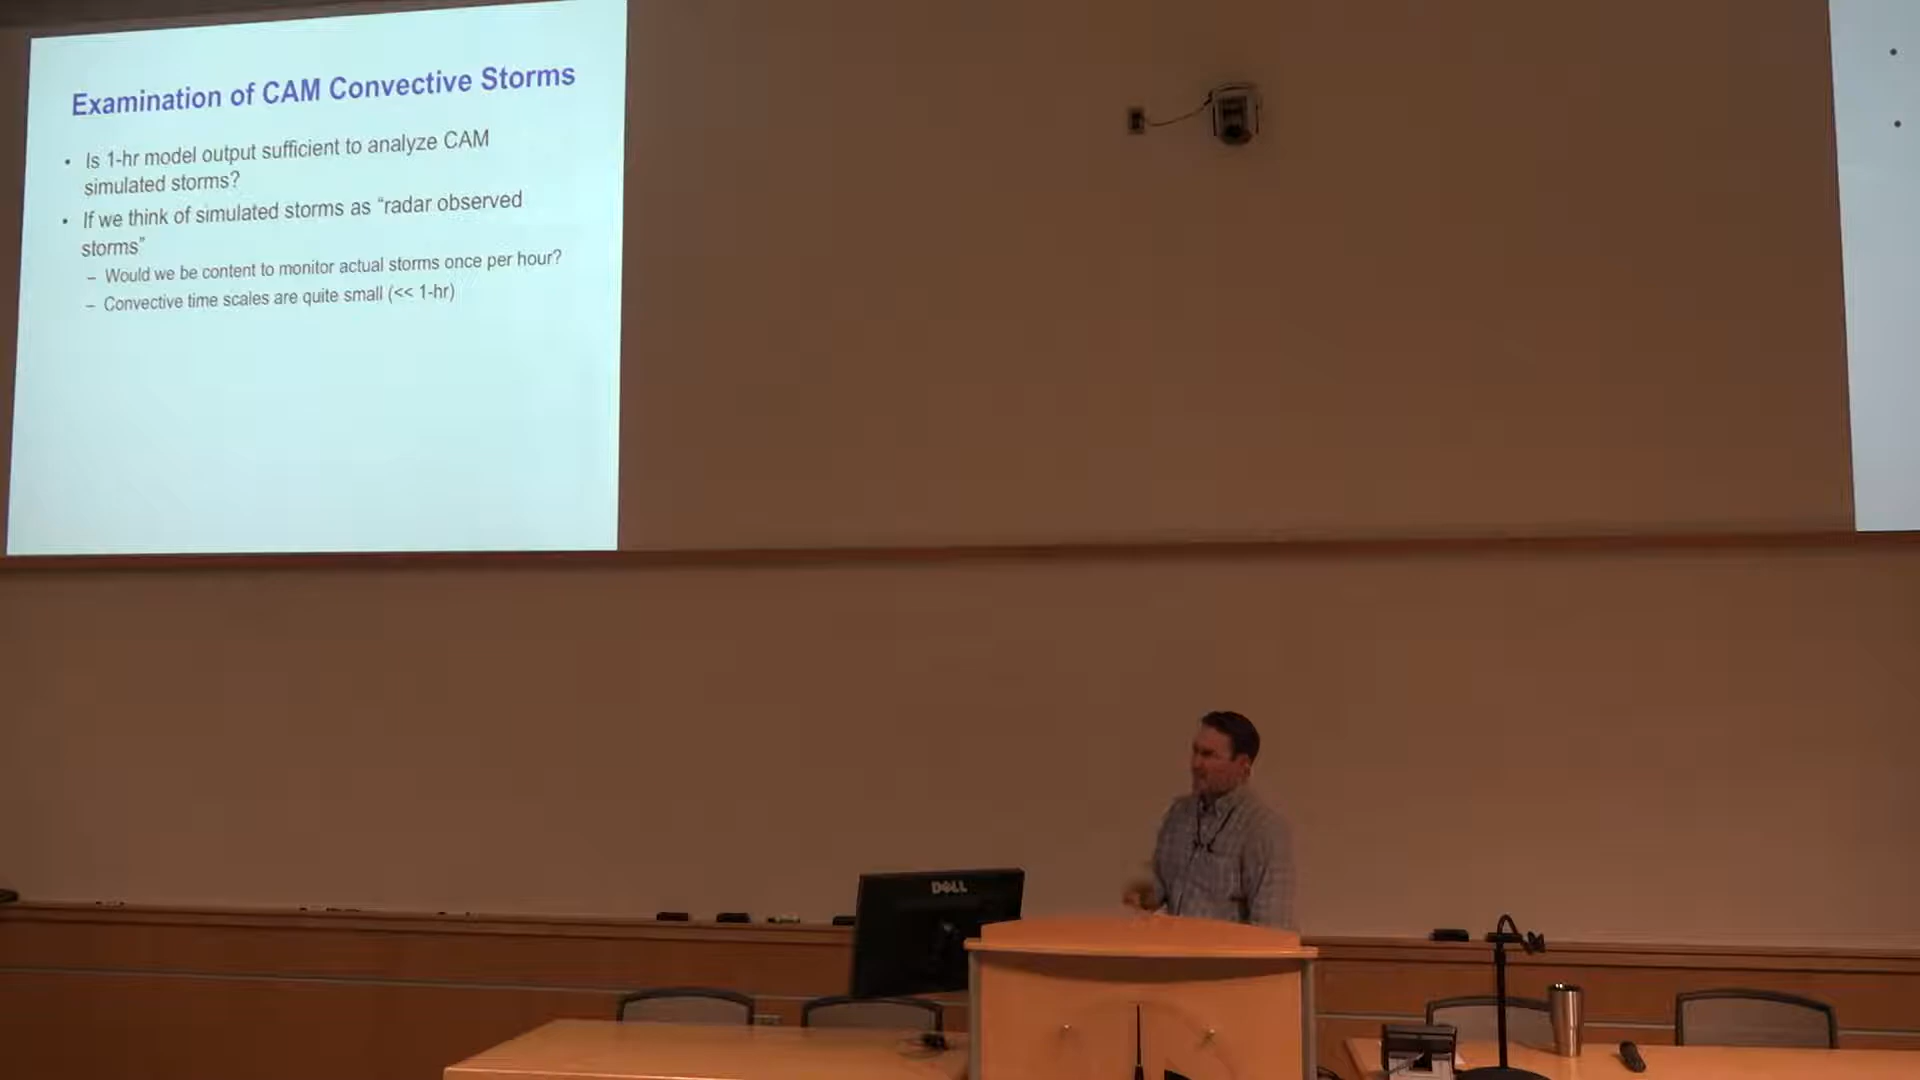 Examination of CAM Convective Storms
• Is 1-hr model output sufficient to analyze CAM
simulated storms?
• If we think of simulated storms as “radar observed
storms”
– Would we be content to monitor actual storms once per hour?
– Convective time scales are quite small (<< 1-hr)
DELL